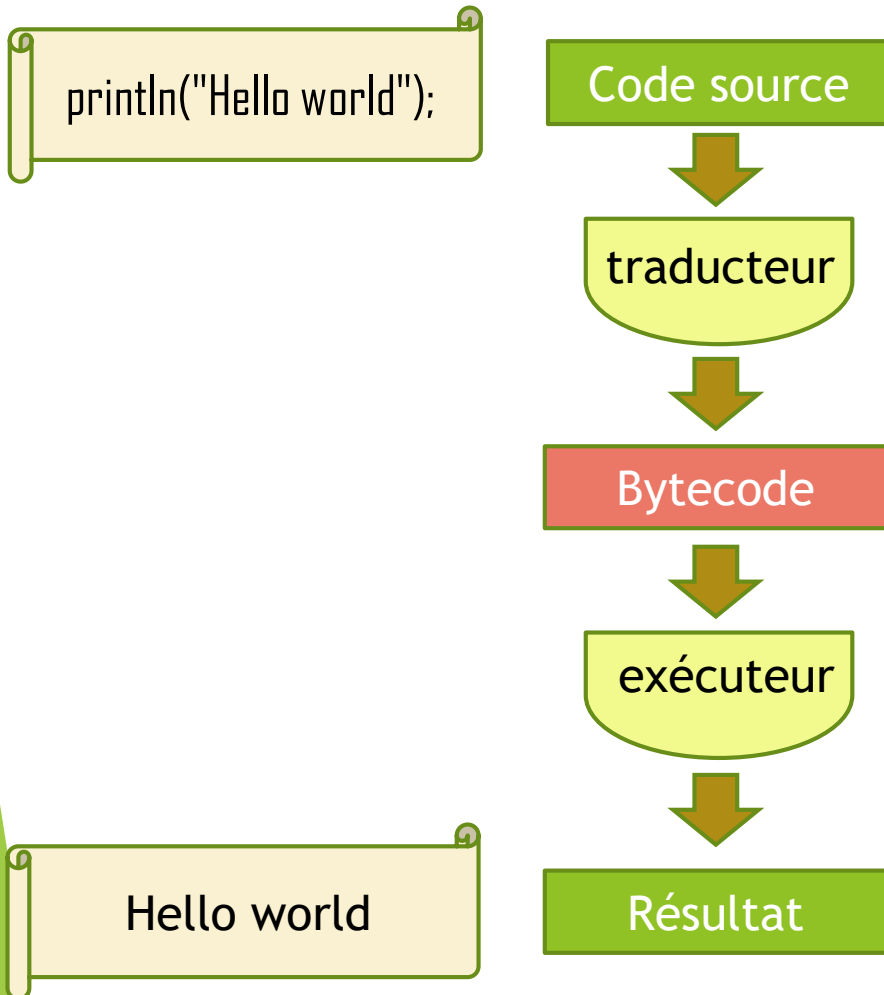 println("Hello world");
Code source
traducteur
Bytecode
exécuteur
Hello world
Résultat